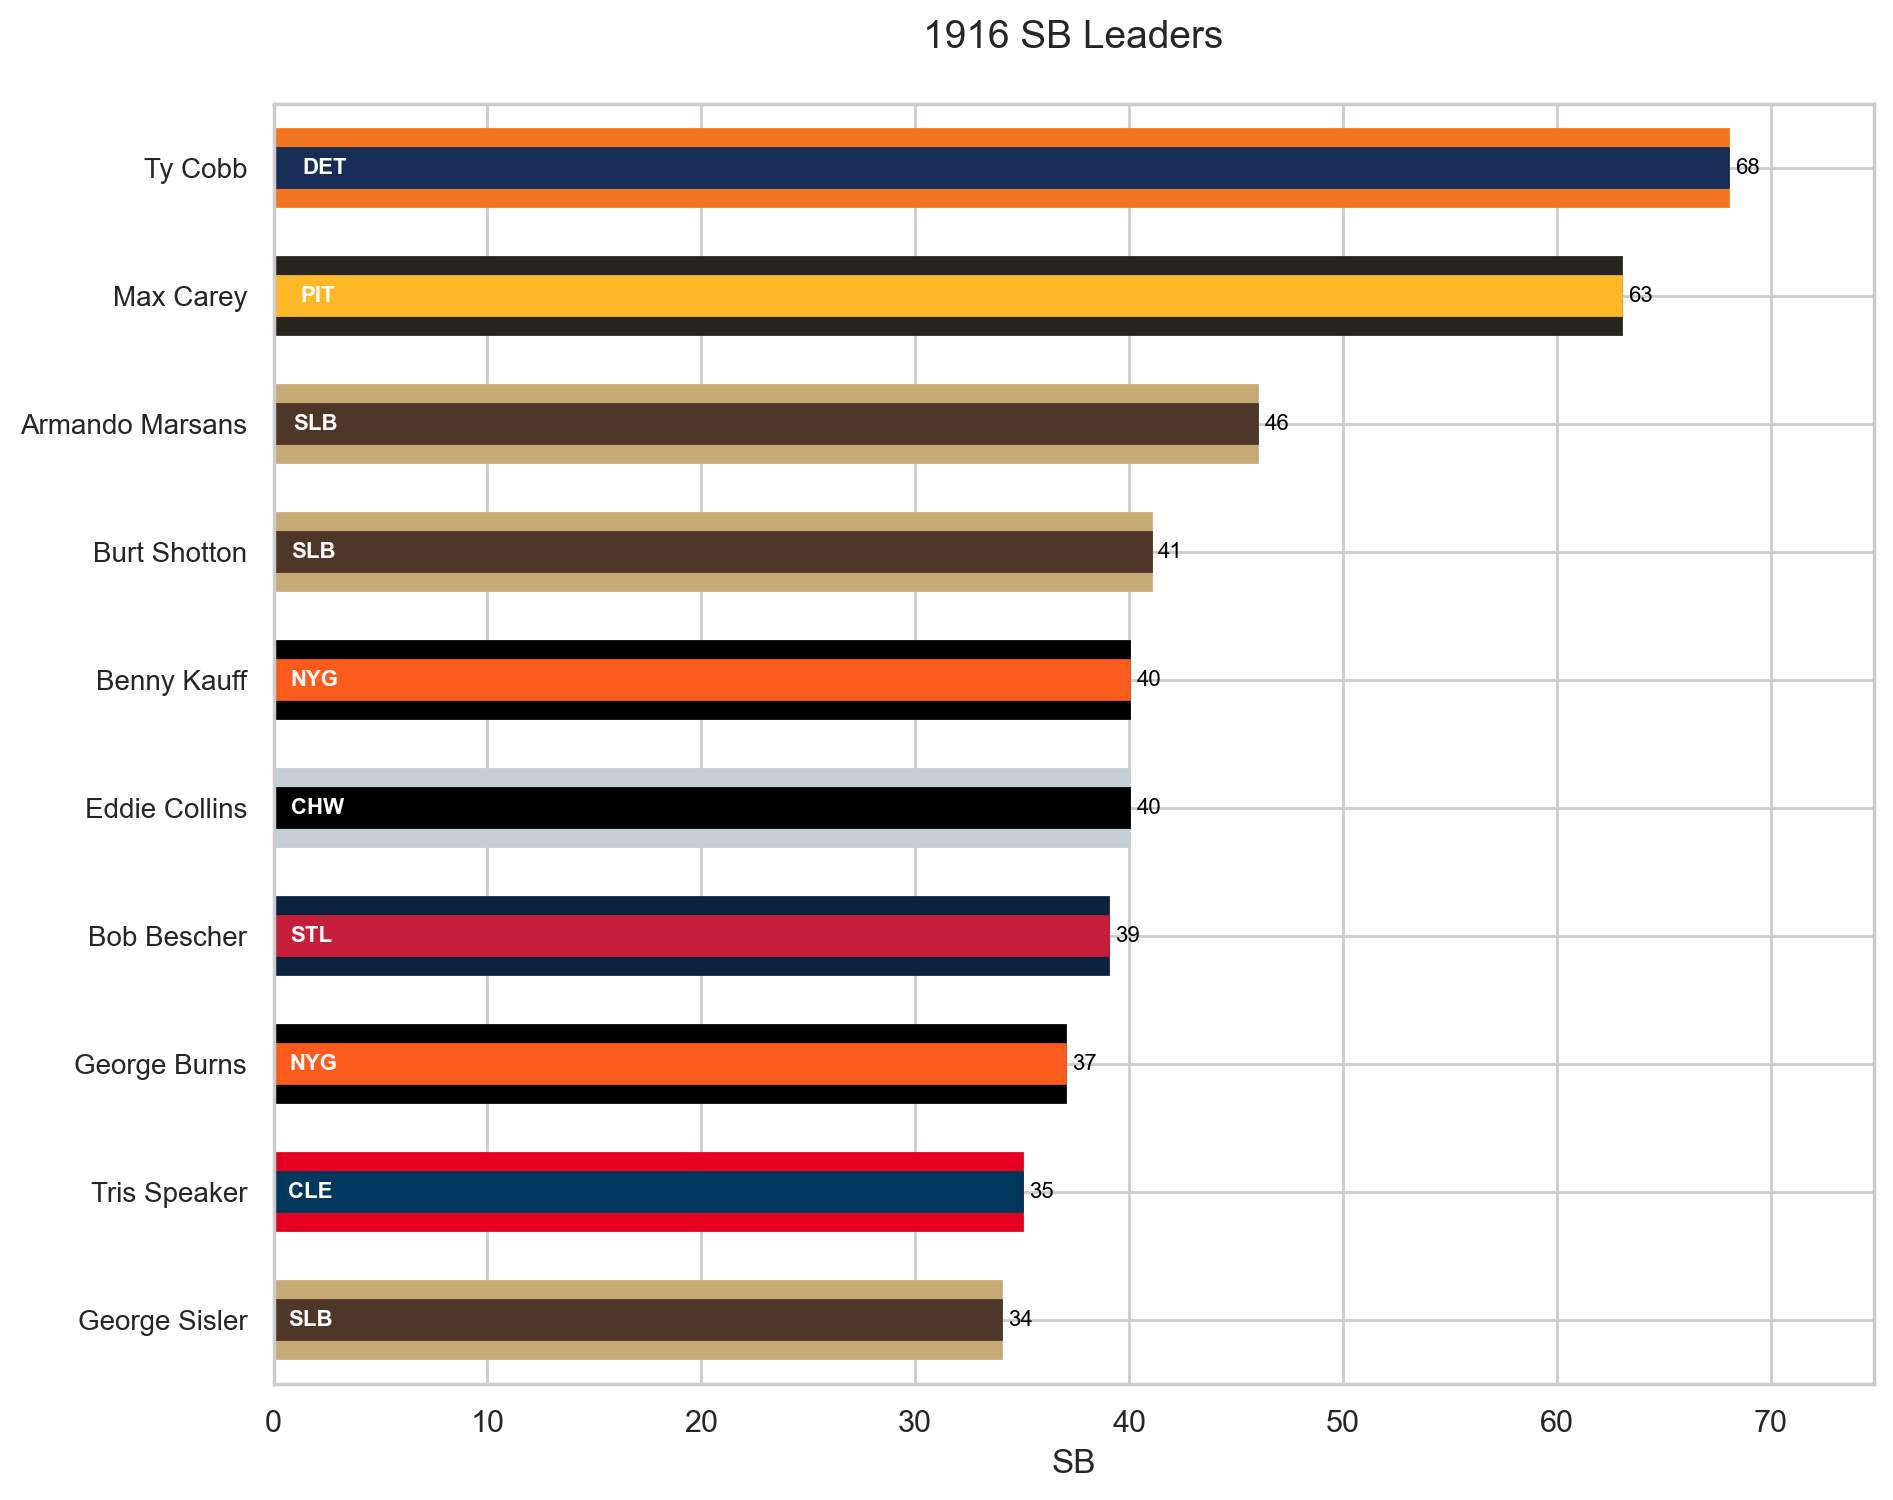 1916 SB Leaders
Ty Cobb DET 68
Max Carey PIT 63
Armando Marsans SLB 46
Burt Shotton SLB 41
Benny Kauff NYG 40
Eddie Collins CHW 40
Bob Bescher STL 39
George Burns NYG 37
Tris Speaker CLE 35
George Sisler SLB 34
0 10 20 30 40 50 60 70
SB